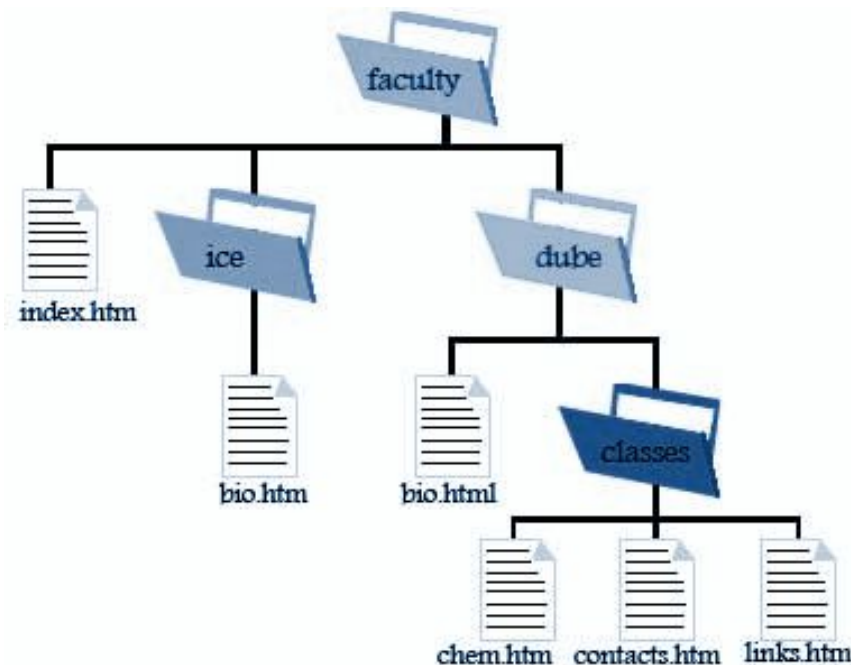 faculty
index.htm
ice
dube
bio.htm
bio.html
classes
chem.htm
contacts.htm
links.htm